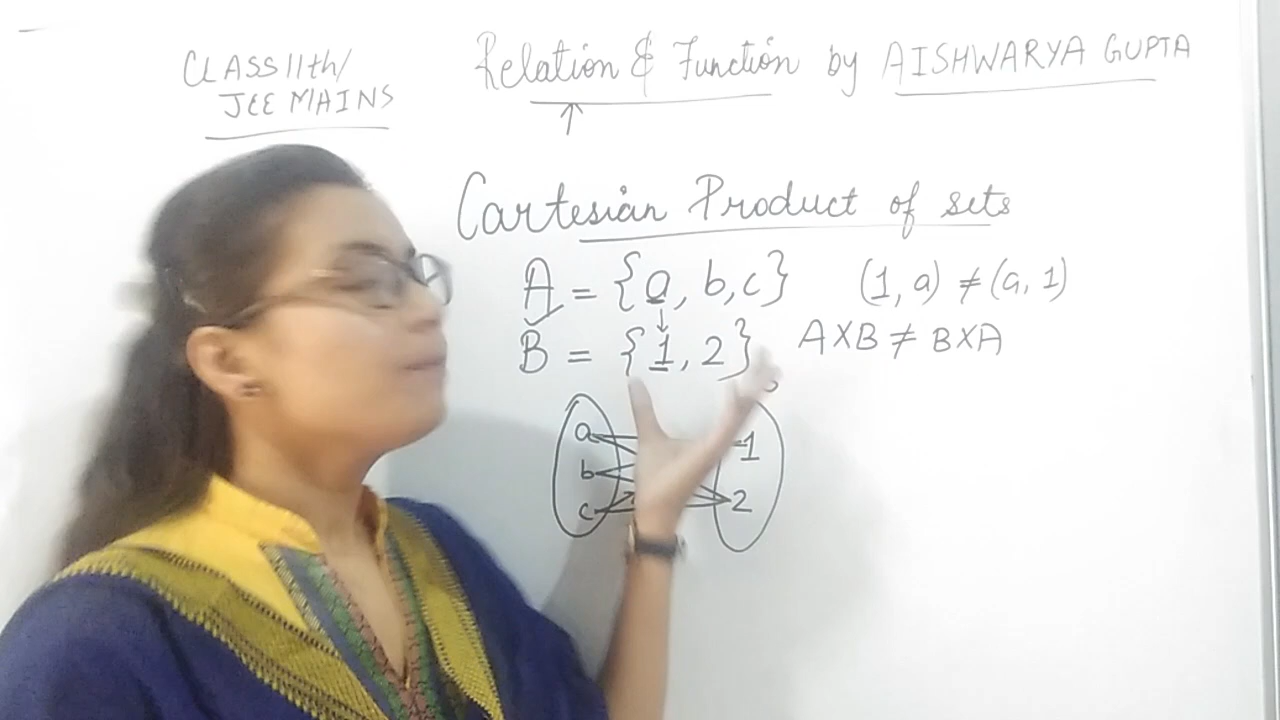 CLASS 11th/
JEE MAINS
Relation & Function by AISHWARYA GUPTA
Cartesian Product of sets
A = {a, b, c}
(1, a) ≠ (a, 1)
B = {1, 2}
A×B ≠ B×A
a
b
c
1
2